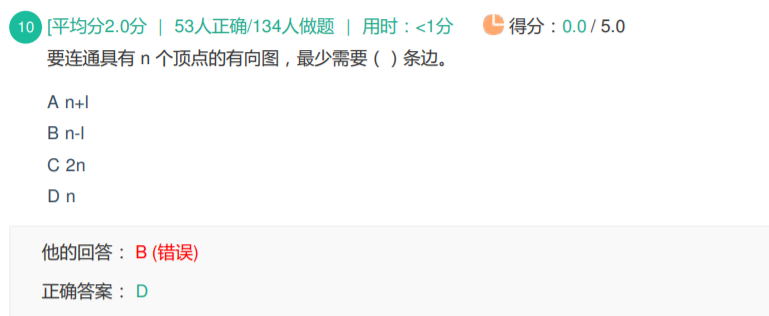 10 [平均分2.0分 | 53人正确/134人做题 | 用时：<1分 得分：0.0 / 5.0
要连通具有 n 个顶点的有向图，最少需要 ( ) 条边。
A n+l
B n-l
C 2n
D n
他的回答： B (错误)
正确答案： D